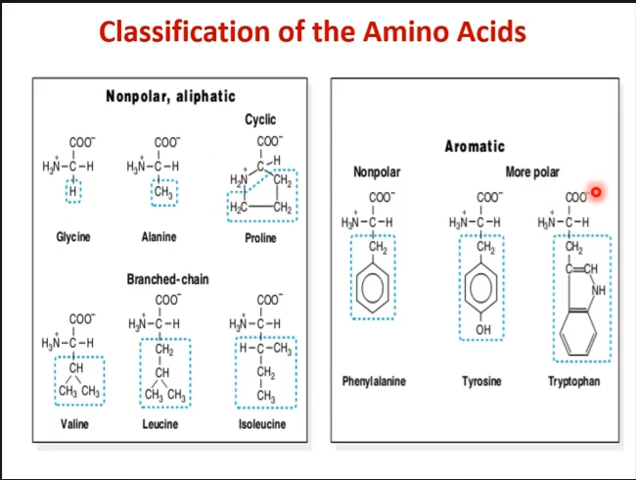 Classification of the Amino Acids
Nonpolar, aliphatic
Cyclic
COO⁻
H₃N⁺–C–H
H
Glycine
COO⁻
H₃N⁺–C–H
CH₃
Alanine
COO⁻
C–H
H₂N⁺
CH₂
H₂C
CH₂
Proline
Branched-chain
COO⁻
H₃N⁺–C–H
CH
CH₃ CH₃
Valine
COO⁻
H₃N⁺–C–H
CH₂
CH
CH₃ CH₃
Leucine
COO⁻
H₃N⁺–C–H
H–C–CH₃
CH₂
CH₃
Isoleucine
Aromatic
Nonpolar
More polar
COO⁻
H₃N⁺–C–H
CH₂
Phenylalanine
COO⁻
H₃N⁺–C–H
CH₂
OH
Tyrosine
COO⁻
H₃N⁺–C–H
CH₂
C=CH
NH
Tryptophan